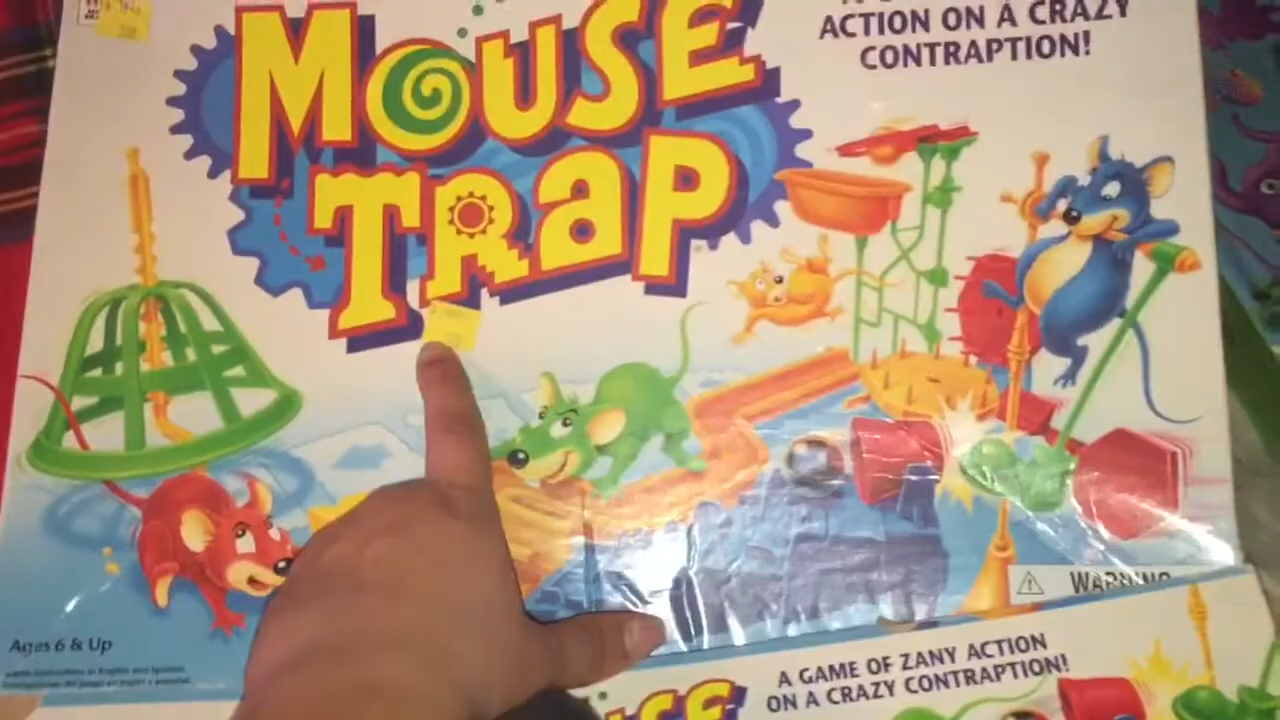 MOUSE
TRAP
ACTION ON A CRAZY
CONTRAPTION!
Ages 6 & Up
WARNING
A GAME OF ZANY ACTION
ON A CRAZY CONTRAPTION!